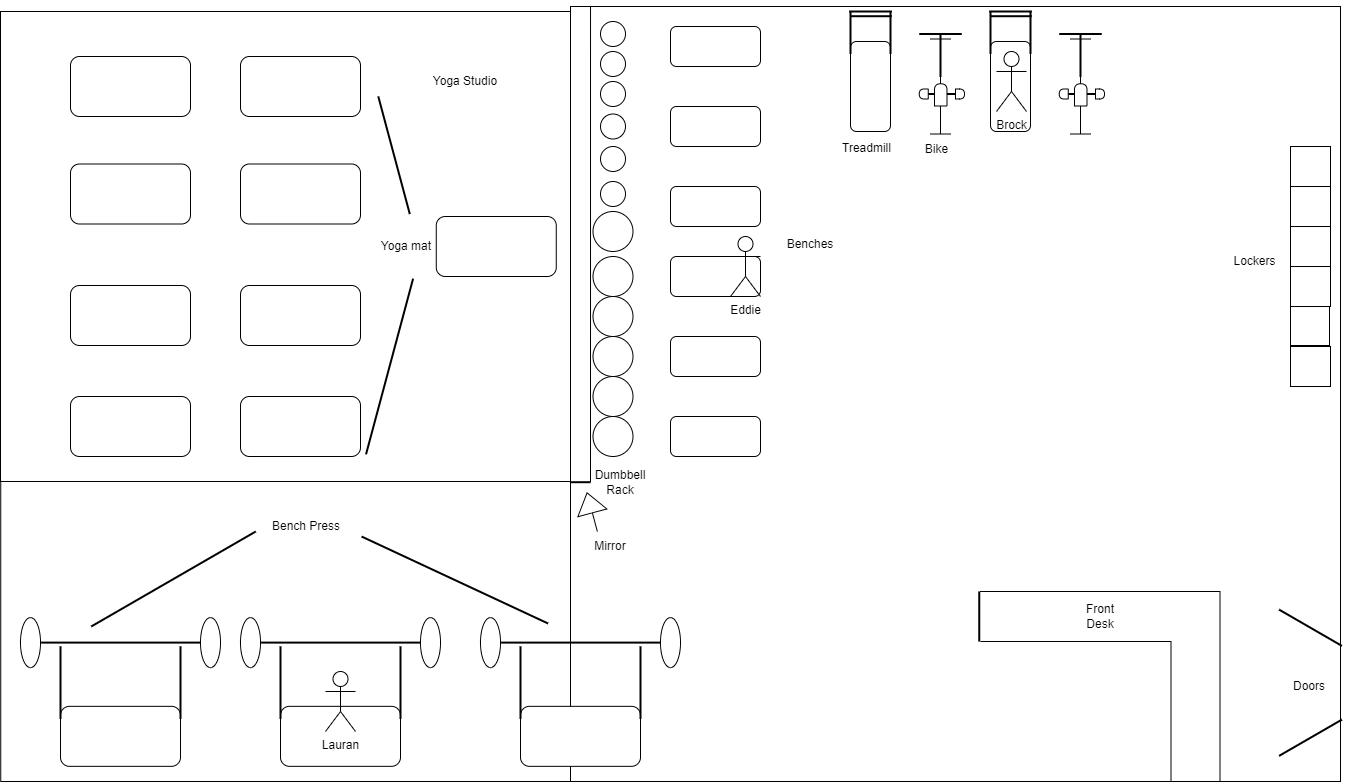 Yoga Studio
Treadmill
Bike
Brock
Yoga mat
Benches
Lockers
Eddie
Dumbbell
Rack
Bench Press
Mirror
Front
Desk
Doors
Lauran